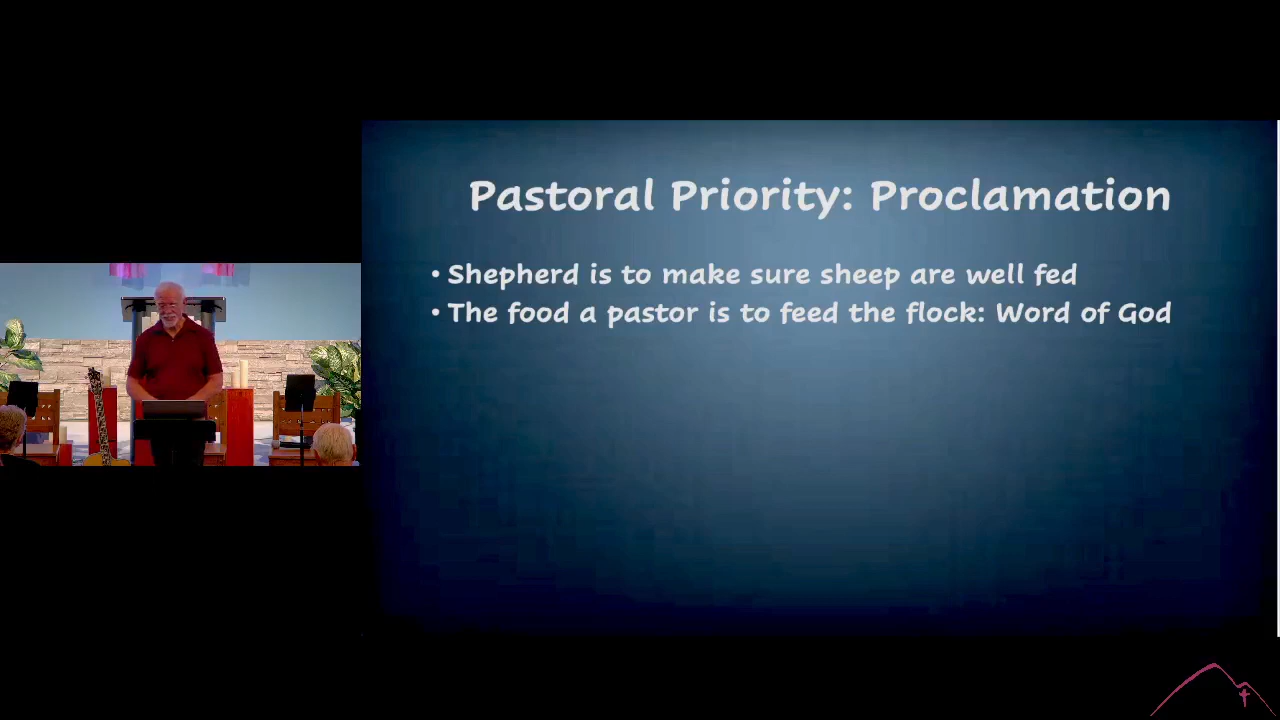 Pastoral Priority: Proclamation
• Shepherd is to make sure sheep are well fed
• The food a pastor is to feed the flock: Word of God